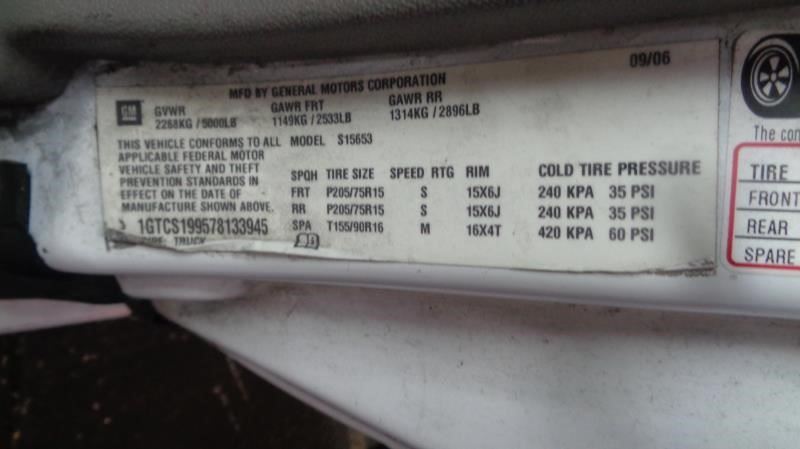 09/06
MFD BY GENERAL MOTORS CORPORATION
GM
GVWR GAWR FRT GAWR RR
2268KG / 5000LB 1149KG / 2533LB 1314KG / 2896LB
THIS VEHICLE CONFORMS TO ALL MODEL S15653
APPLICABLE FEDERAL MOTOR
VEHICLE SAFETY AND THEFT
PREVENTION STANDARDS IN
EFFECT ON THE DATE OF
MANUFACTURE SHOWN ABOVE.
1GTCS199578133945
TYPE: TRUCK
SPQH TIRE SIZE SPEED RTG RIM COLD TIRE PRESSURE
FRT P205/75R15 S 15X6J 240 KPA 35 PSI
RR P205/75R15 S 15X6J 240 KPA 35 PSI
SPA T155/90R16 M 16X4T 420 KPA 60 PSI
The
TIRE
FRONT
REAR
SPARE